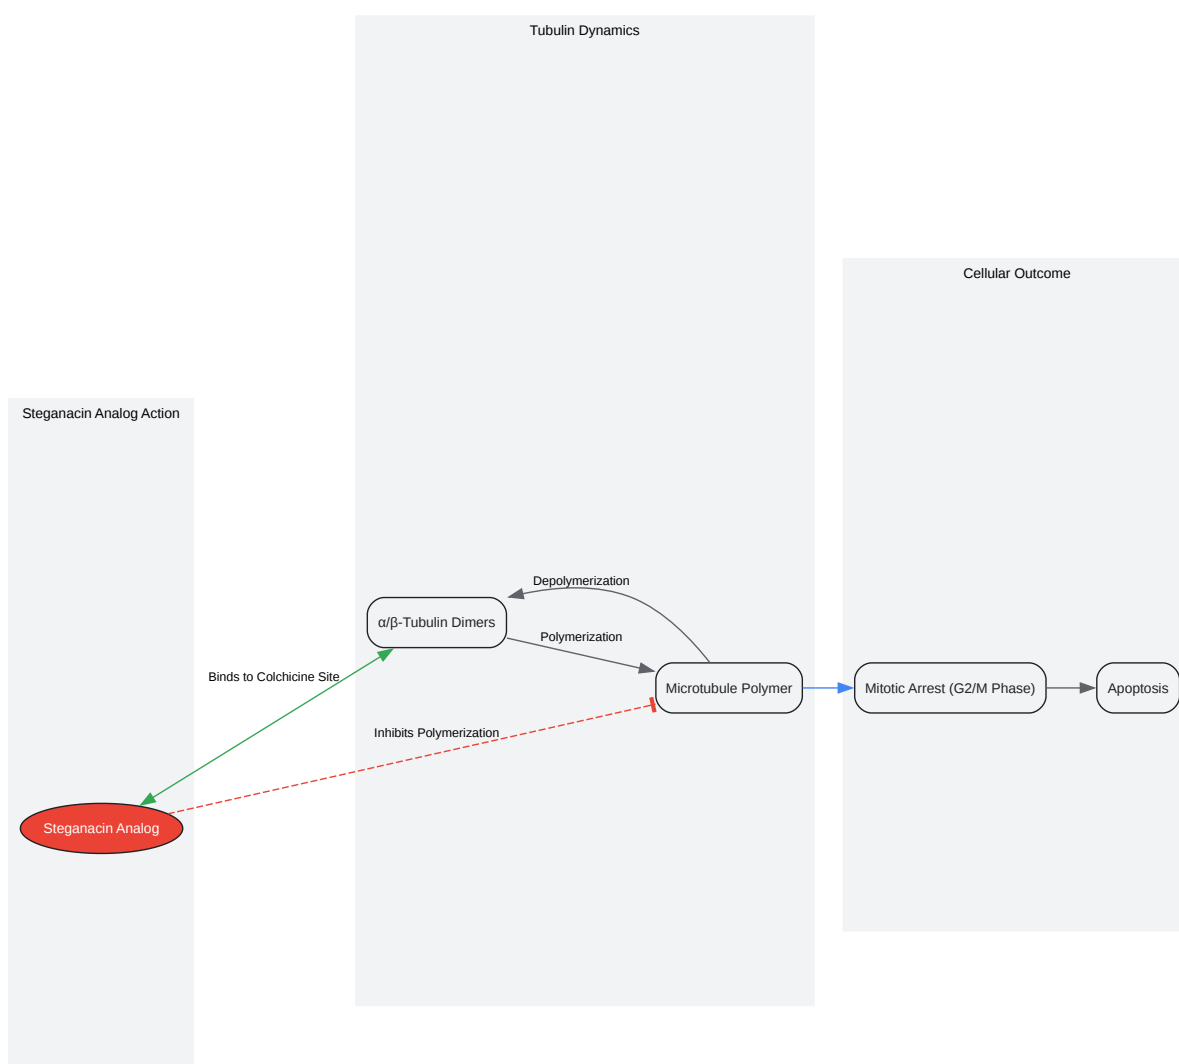 Tubulin Dynamics
Cellular Outcome
Steganacin Analog Action
Depolymerization
α/β-Tubulin Dimers
Polymerization
Binds to Colchicine Site
Microtubule Polymer
Mitotic Arrest (G2/M Phase)
Apoptosis
Inhibits Polymerization
Steganacin Analog